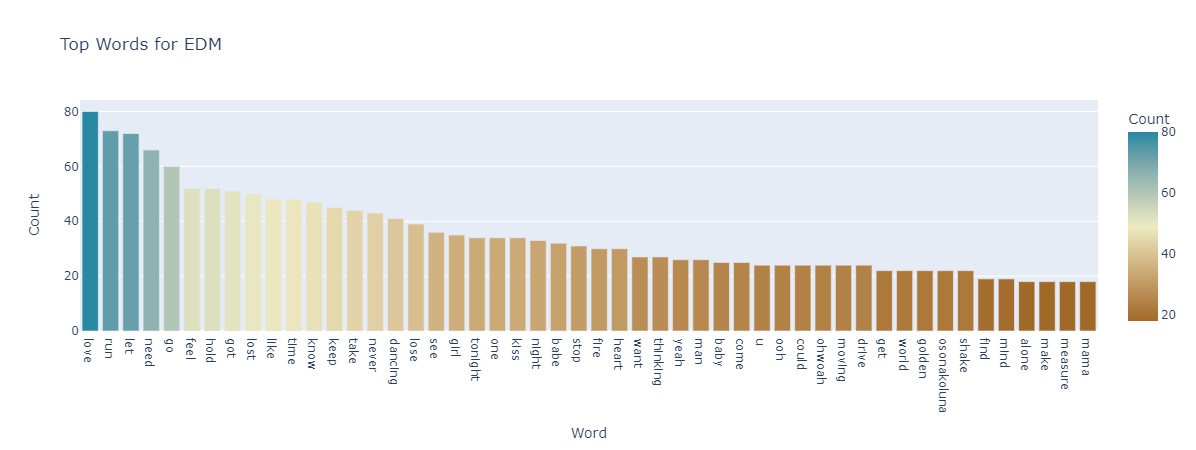 Top Words for EDM
Count
80
60
40
20
0
love
run
let
need
go
feel
hold
got
lost
like
time
know
keep
take
never
dancing
lose
see
girl
tonight
one
kiss
night
babe
stop
fire
heart
want
thinking
yeah
man
baby
come
u
ooh
could
ohwoah
moving
drive
get
world
golden
osonakoluna
shake
find
mind
alone
make
measure
mama
Word
Count
80
60
40
20